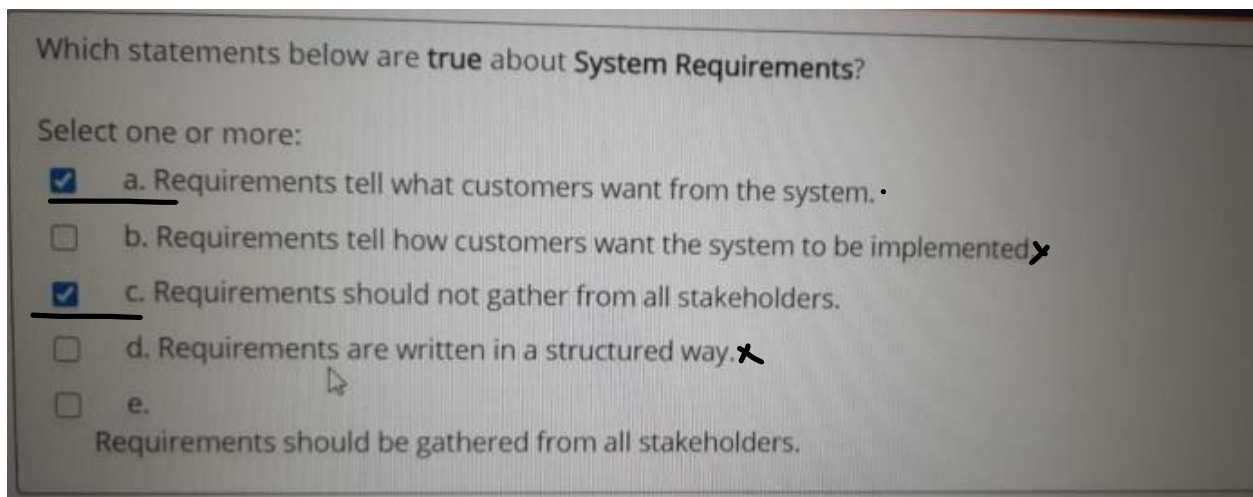 Which statements below are true about System Requirements?
Select one or more:
a. Requirements tell what customers want from the system.
b. Requirements tell how customers want the system to be implemented.
c. Requirements should not gather from all stakeholders.
d. Requirements are written in a structured way.
e.
Requirements should be gathered from all stakeholders.